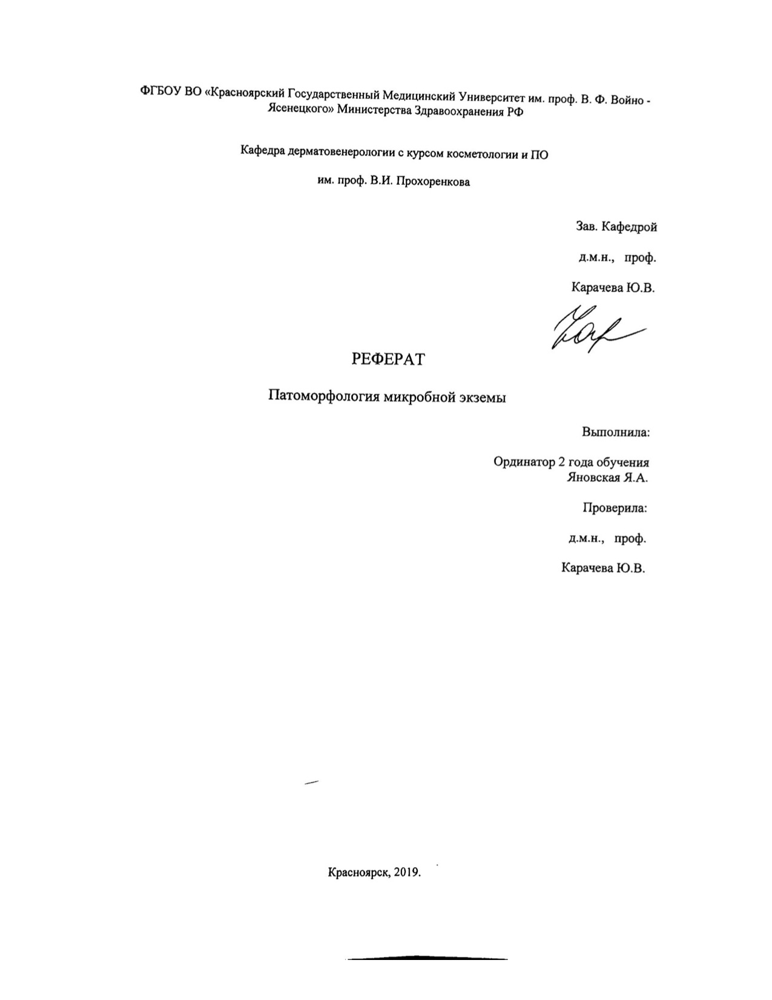 ФГБОУ ВО «Красноярский Государственный Медицинский Университет им. проф. В. Ф. Войно -
Ясенецкого» Министерства Здравоохранения РФ
Кафедра дерматовенерологии с курсом косметологии и ПО
им. проф. В.И. Прохоренкова
Зав. Кафедрой
д.м.н., проф.
Карачева Ю.В.
РЕФЕРАТ
Патоморфология микробной экземы
Выполнила:
Ординатор 2 года обучения
Яновская Я.А.
Проверила:
д.м.н., проф.
Карачева Ю.В.
Красноярск, 2019.